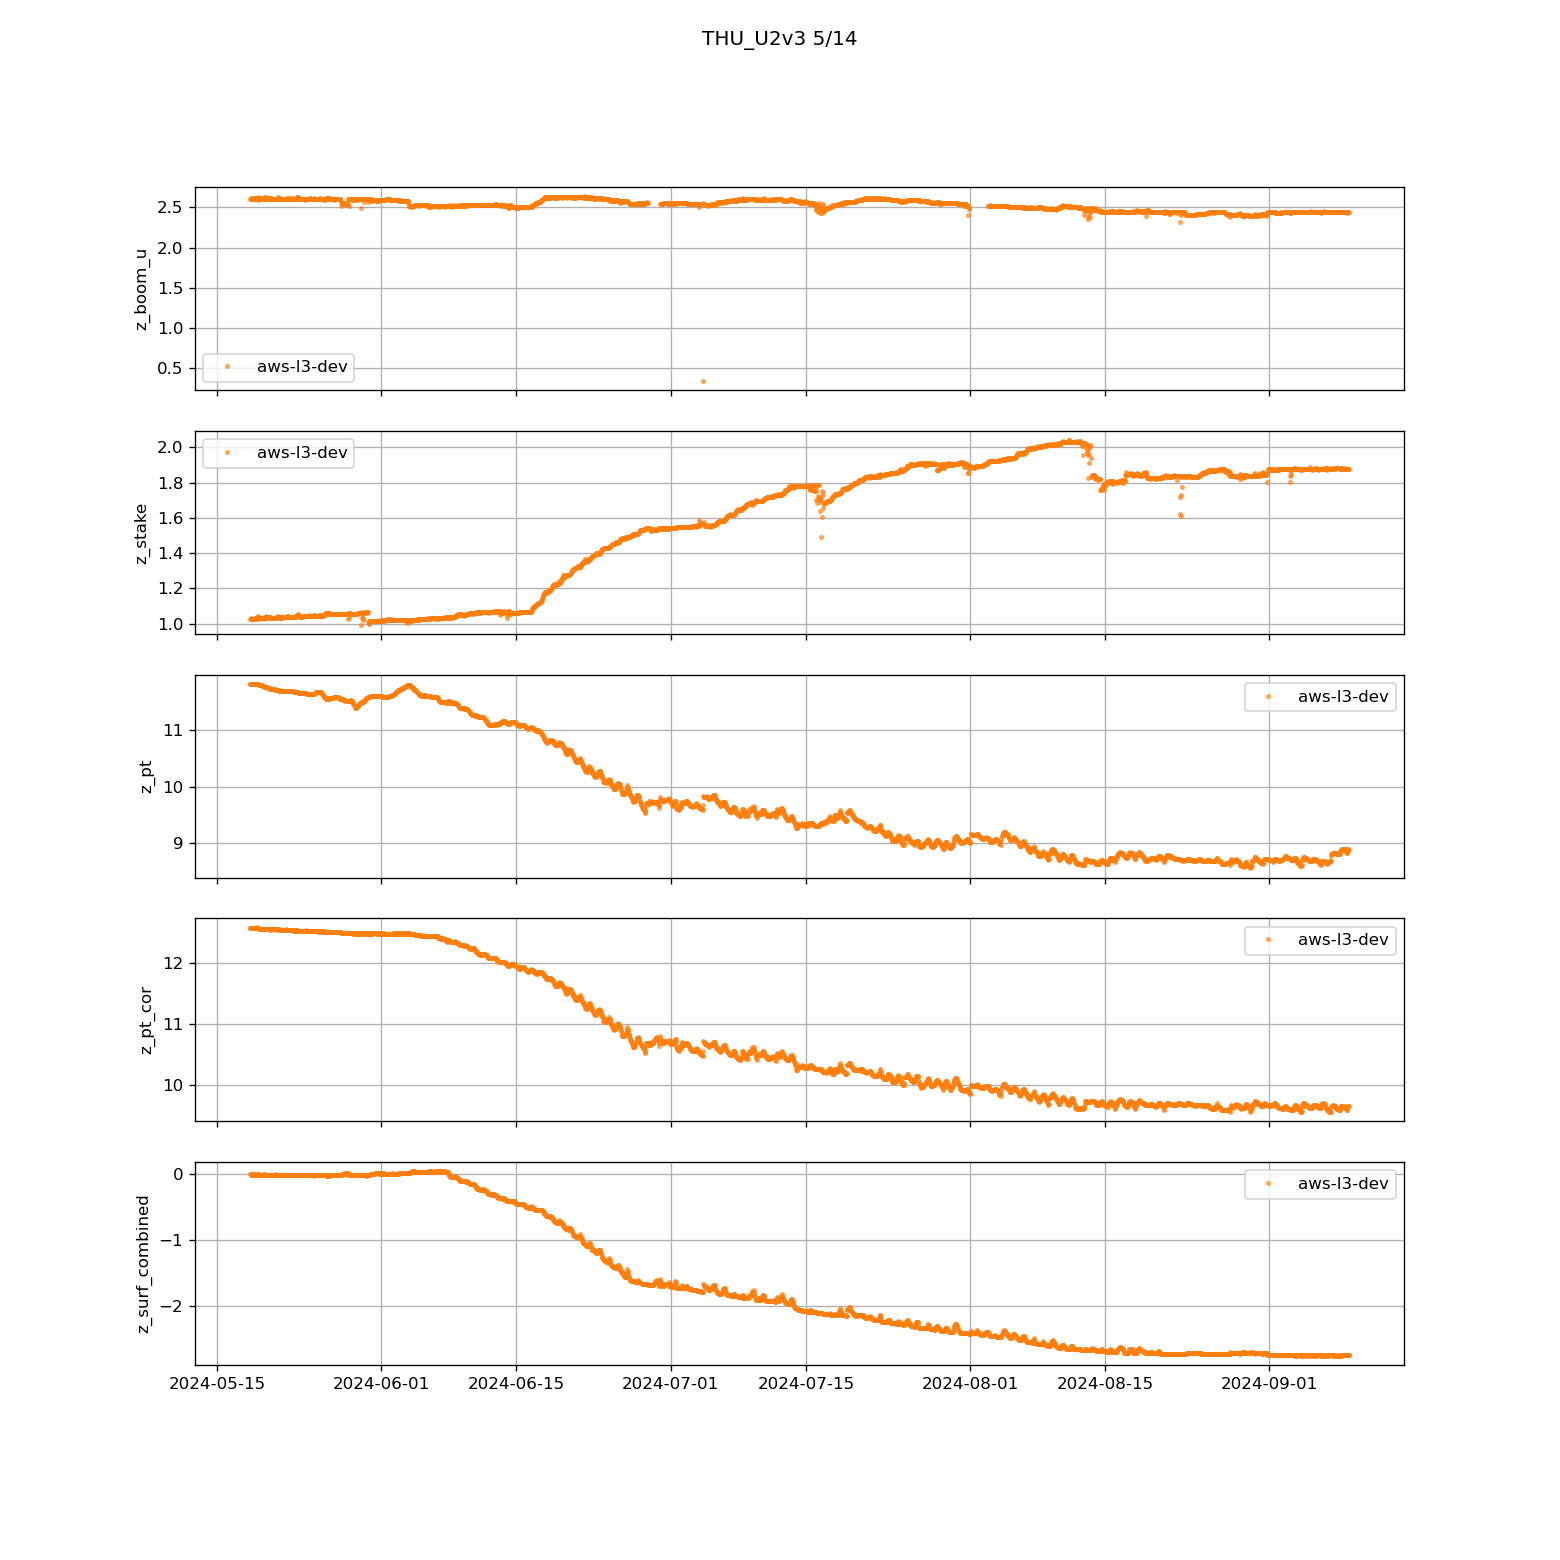 THU_U2v3 5/14
z_boom_u
2.5
2.0
1.5
1.0
0.5
aws-l3-dev
z_stake
2.0
1.8
1.6
1.4
1.2
1.0
aws-l3-dev
z_pt
11
10
9
aws-l3-dev
z_pt_cor
12
11
10
aws-l3-dev
z_surf_combined
0
−1
−2
aws-l3-dev
2024-05-15 2024-06-01 2024-06-15 2024-07-01 2024-07-15 2024-08-01 2024-08-15 2024-09-01